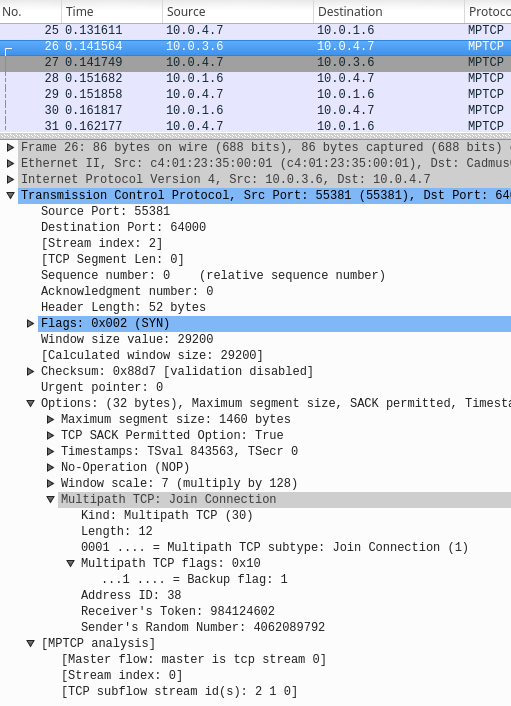 No. Time Source Destination Protoco
25 0.131611 10.0.4.7 10.0.1.6 MPTCP
26 0.141564 10.0.3.6 10.0.4.7 MPTCP
27 0.141749 10.0.4.7 10.0.3.6 MPTCP
28 0.151682 10.0.1.6 10.0.4.7 MPTCP
29 0.151858 10.0.4.7 10.0.1.6 MPTCP
30 0.161817 10.0.1.6 10.0.4.7 MPTCP
31 0.162177 10.0.4.7 10.0.1.6 MPTCP
Frame 26: 86 bytes on wire (688 bits), 86 bytes captured (688 bits)
Ethernet II, Src: c4:01:23:35:00:01 (c4:01:23:35:00:01), Dst: Cadmus
Internet Protocol Version 4, Src: 10.0.3.6, Dst: 10.0.4.7
Transmission Control Protocol, Src Port: 55381 (55381), Dst Port: 640
Source Port: 55381
Destination Port: 64000
[Stream index: 2]
[TCP Segment Len: 0]
Sequence number: 0 (relative sequence number)
Acknowledgment number: 0
Header Length: 52 bytes
Flags: 0x002 (SYN)
Window size value: 29200
[Calculated window size: 29200]
Checksum: 0x88d7 [validation disabled]
Urgent pointer: 0
Options: (32 bytes), Maximum segment size, SACK permitted, Timesta
Maximum segment size: 1460 bytes
TCP SACK Permitted Option: True
Timestamps: TSval 843563, TSecr 0
No-Operation (NOP)
Window scale: 7 (multiply by 128)
Multipath TCP: Join Connection
Kind: Multipath TCP (30)
Length: 12
0001 .... = Multipath TCP subtype: Join Connection (1)
Multipath TCP flags: 0x10
...1 .... = Backup flag: 1
Address ID: 38
Receiver's Token: 984124602
Sender's Random Number: 4062089792
[MPTCP analysis]
[Master flow: master is tcp stream 0]
[Stream index: 0]
[TCP subflow stream id(s): 2 1 0]